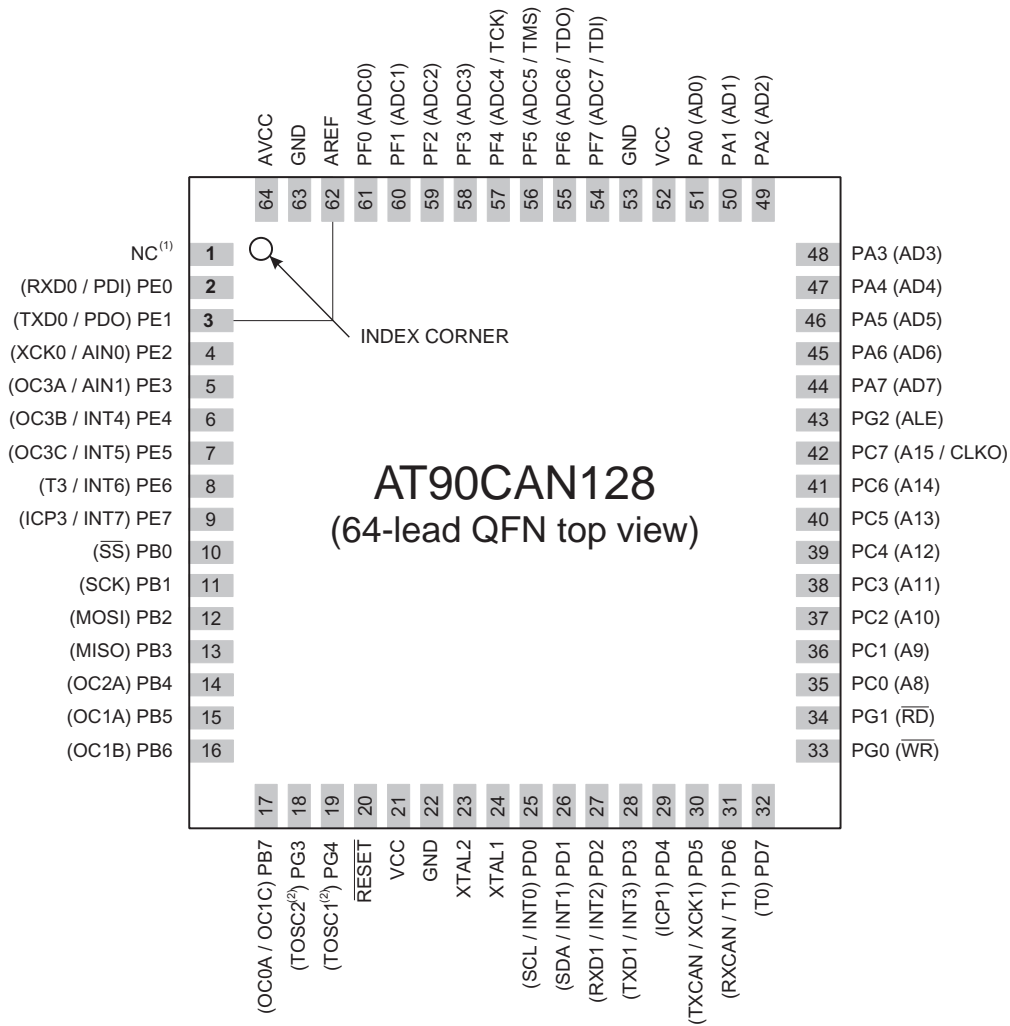 AVCC
GND
AREF
PF0 (ADC0)
PF1 (ADC1)
PF2 (ADC2)
PF3 (ADC3)
PF4 (ADC4 / TCK)
PF5 (ADC5 / TMS)
PF6 (ADC6 / TDO)
PF7 (ADC7 / TDI)
GND
VCC
PA0 (AD0)
PA1 (AD1)
PA2 (AD2)
64
63
62
61
60
59
58
57
56
55
54
53
52
51
50
49
NC(1) 1
(RXD0 / PDI) PE0 2
(TXD0 / PDO) PE1 3
(XCK0 / AIN0) PE2 4
(OC3A / AIN1) PE3 5
(OC3B / INT4) PE4 6
(OC3C / INT5) PE5 7
(T3 / INT6) PE6 8
(ICP3 / INT7) PE7 9
(SS) PB0 10
(SCK) PB1 11
(MOSI) PB2 12
(MISO) PB3 13
(OC2A) PB4 14
(OC1A) PB5 15
(OC1B) PB6 16
INDEX CORNER
AT90CAN128
(64-lead QFN top view)
48 PA3 (AD3)
47 PA4 (AD4)
46 PA5 (AD5)
45 PA6 (AD6)
44 PA7 (AD7)
43 PG2 (ALE)
42 PC7 (A15 / CLKO)
41 PC6 (A14)
40 PC5 (A13)
39 PC4 (A12)
38 PC3 (A11)
37 PC2 (A10)
36 PC1 (A9)
35 PC0 (A8)
34 PG1 (RD)
33 PG0 (WR)
17
18
19
20
21
22
23
24
25
26
27
28
29
30
31
32
(OC0A / OC1C) PB7
(TOSC2(2)) PG3
(TOSC1(2)) PG4
RESET
VCC
GND
XTAL2
XTAL1
(SCL / INT0) PD0
(SDA / INT1) PD1
(RXD1 / INT2) PD2
(TXD1 / INT3) PD3
(ICP1) PD4
(TXCAN / XCK1) PD5
(RXCAN / T1) PD6
(T0) PD7